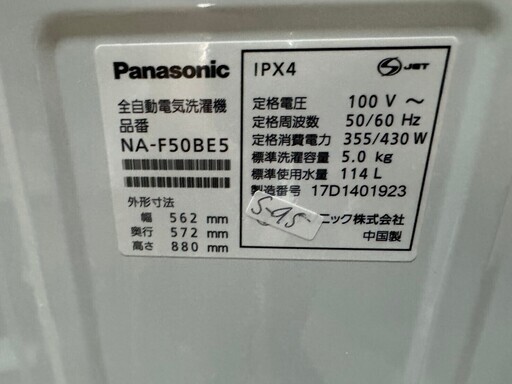 Panasonic
全自動電気洗濯機
品番
NA-F50BE5
外形寸法
幅 562 mm
奥行 572 mm
高さ 880 mm
IPX4
S JET
定格電圧 100 V ～
定格周波数 50/60 Hz
定格消費電力 355/430 W
標準洗濯容量 5.0 kg
標準使用水量 114 L
製造番号 17D1401923
S-95
ニック株式会社
中国製